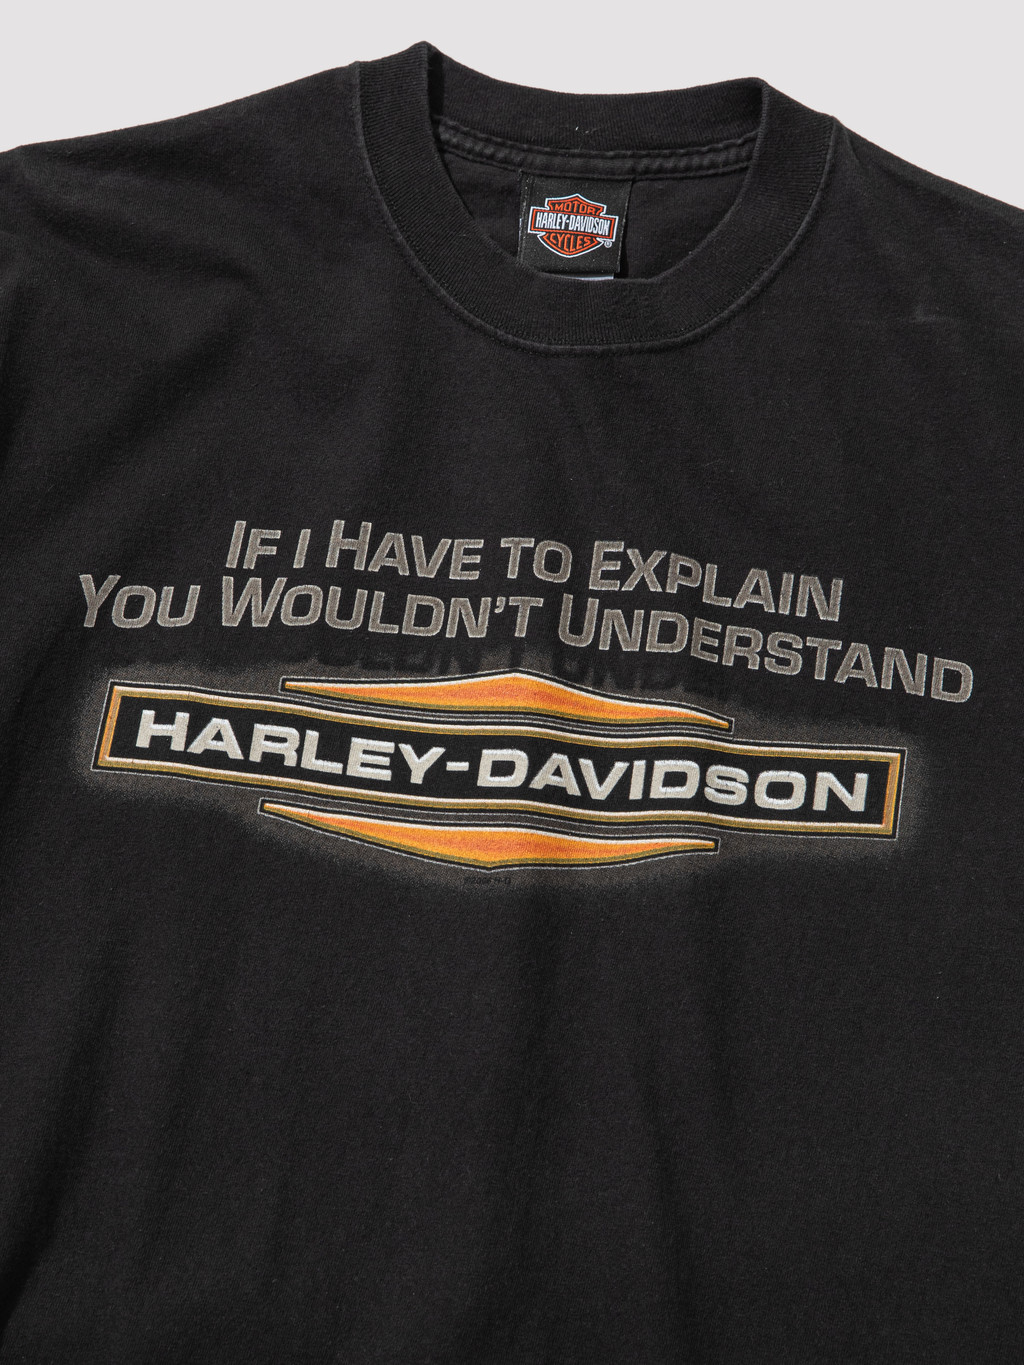 MOTOR
HARLEY-DAVIDSON
CYCLES
®
IF I HAVE TO EXPLAIN
YOU WOULDN'T UNDERSTAND
HARLEY-DAVIDSON